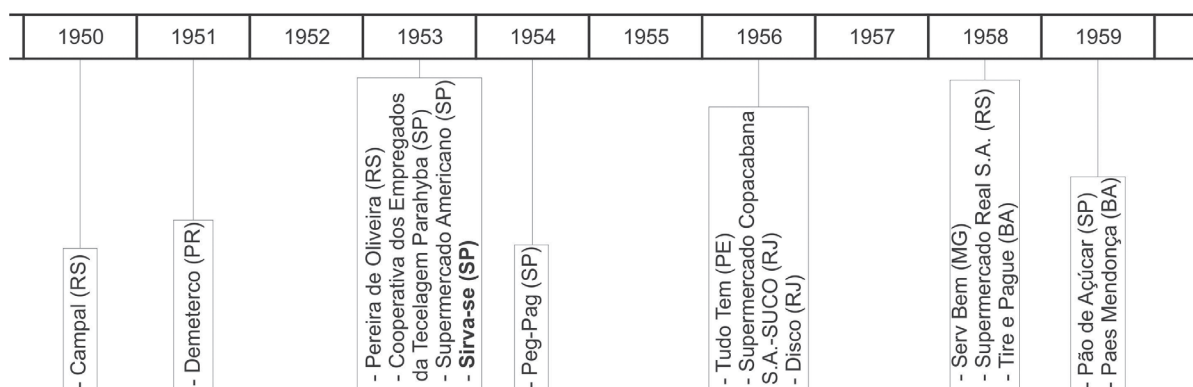 1950
1951
1952
1953
1954
1955
1956
1957
1958
1959
- Campal (RS)
- Demeterco (PR)
- Pereira de Oliveira (RS)
- Cooperativa dos Empregados
da Tecelagem Parahyba (SP)
- Supermercado Americano (SP)
- Sirva-se (SP)
- Peg-Pag (SP)
- Tudo Tem (PE)
- Supermercado Copacabana
S.A.-SUCO (RJ)
- Disco (RJ)
- Serv Bem (MG)
- Supermercado Real S.A. (RS)
- Tire e Pague (BA)
- Pão de Açúcar (SP)
- Paes Mendonça (BA)